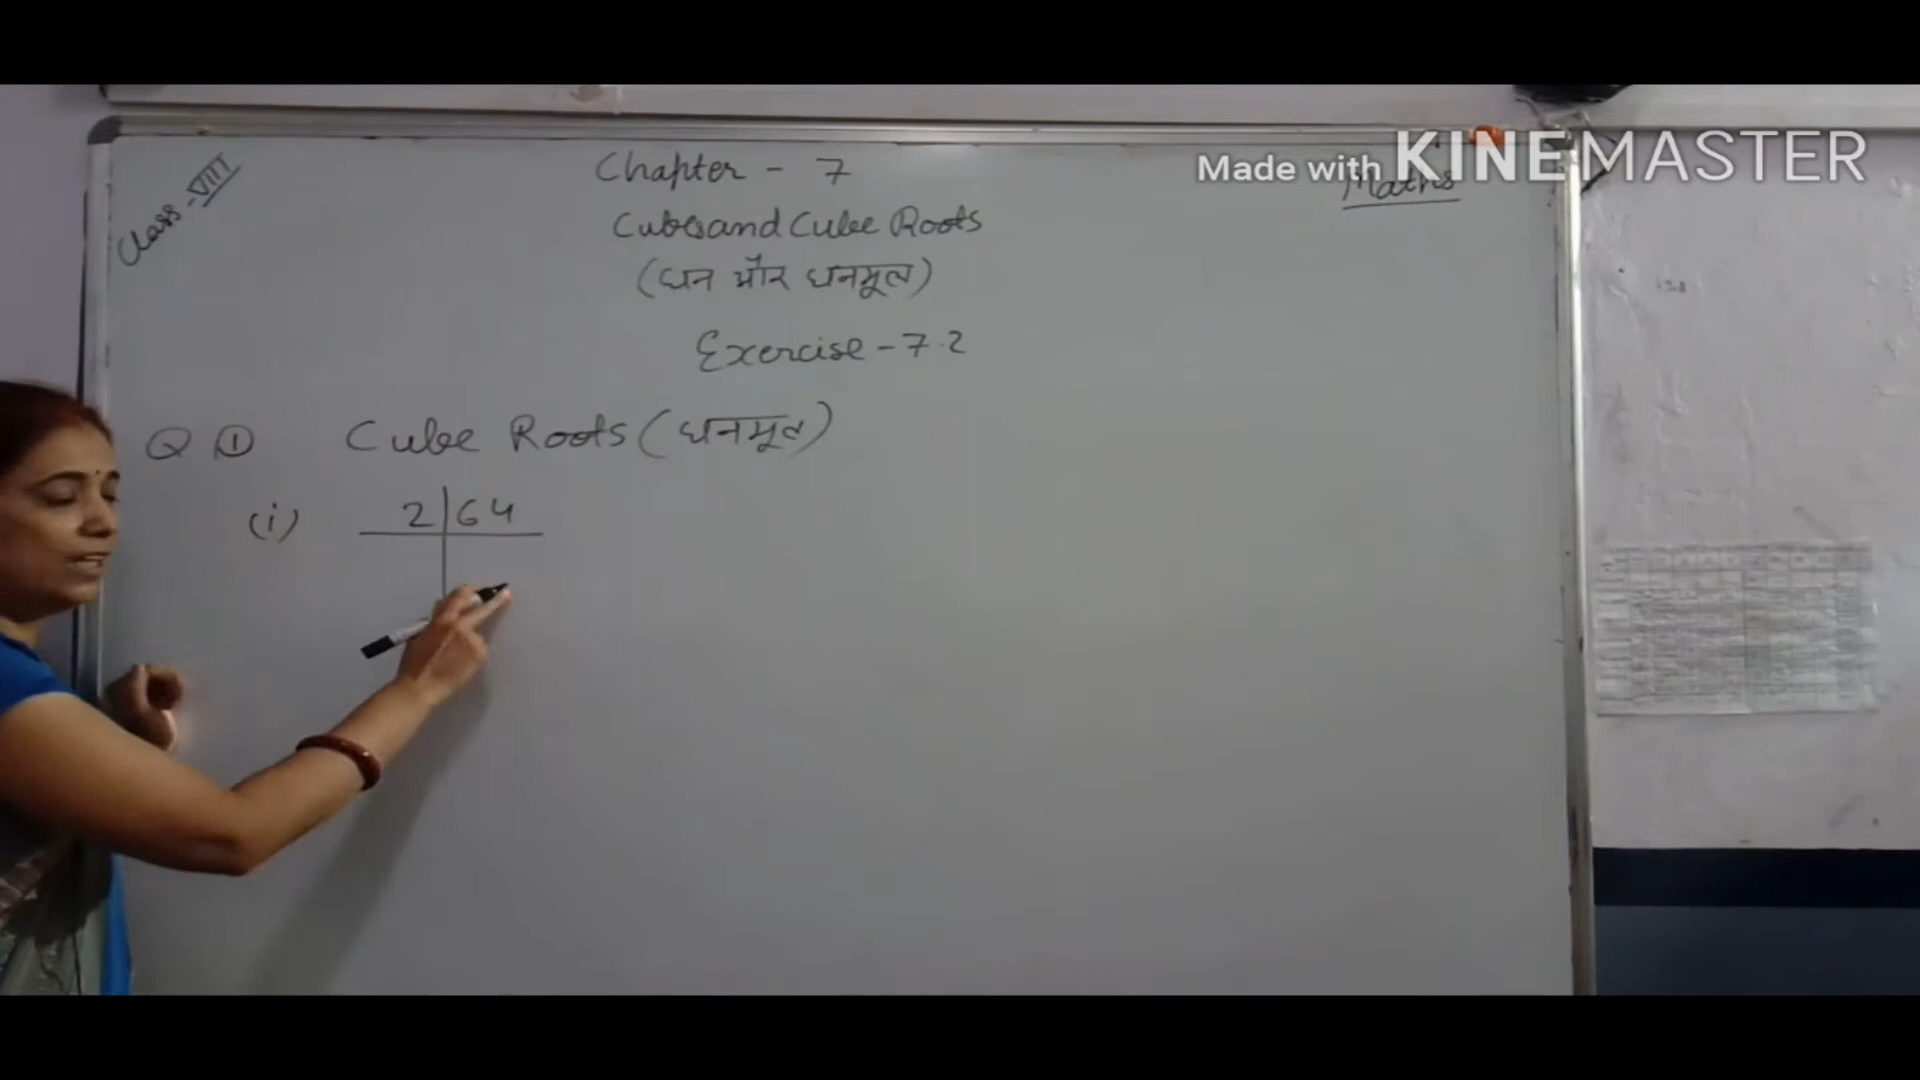 Made with KINEMASTER
Class - VIII
Chapter - 7
Maths
Cubes and Cube Roots
(घन और घनमूल)
Exercise - 7.2
Q ① Cube Roots (घनमूल)
(i) 2 | 64